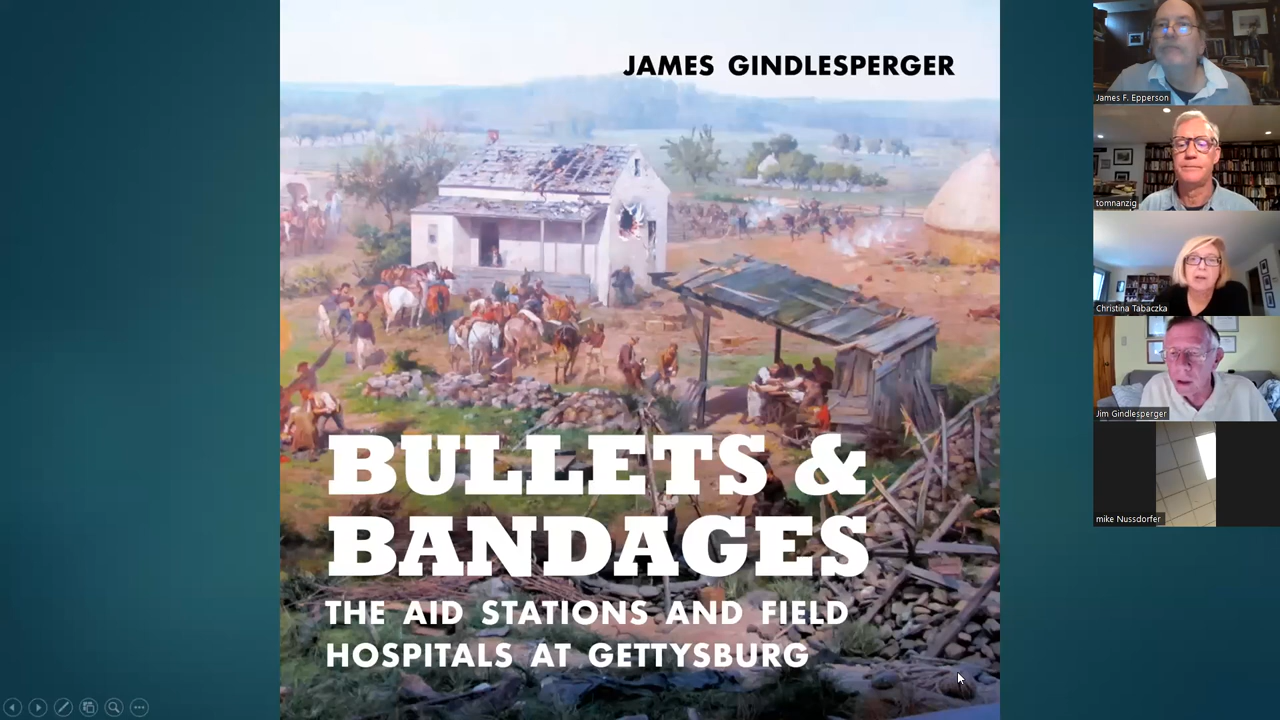 JAMES GINDLESPERGER
BULLETS &
BANDAGES
THE AID STATIONS AND FIELD
HOSPITALS AT GETTYSBURG
James F. Epperson
tomnanzig
Christina Tabaczka
Jim Gindlesperger
mike Nussdorfer